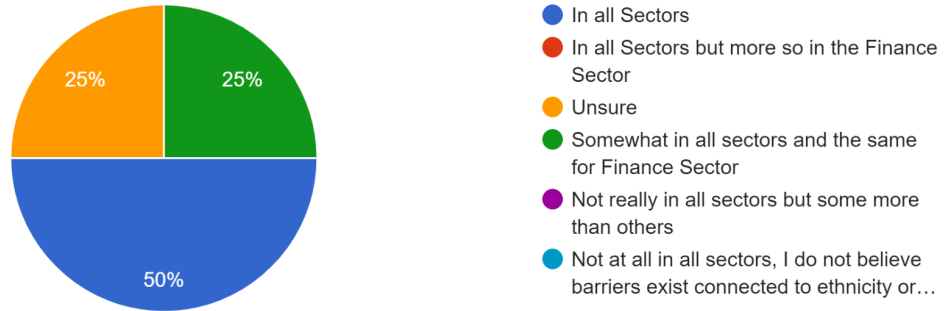 25%
25%
50%
In all Sectors
In all Sectors but more so in the Finance
Sector
Unsure
Somewhat in all sectors and the same
for Finance Sector
Not really in all sectors but some more
than others
Not at all in all sectors, I do not believe
barriers exist connected to ethnicity or…